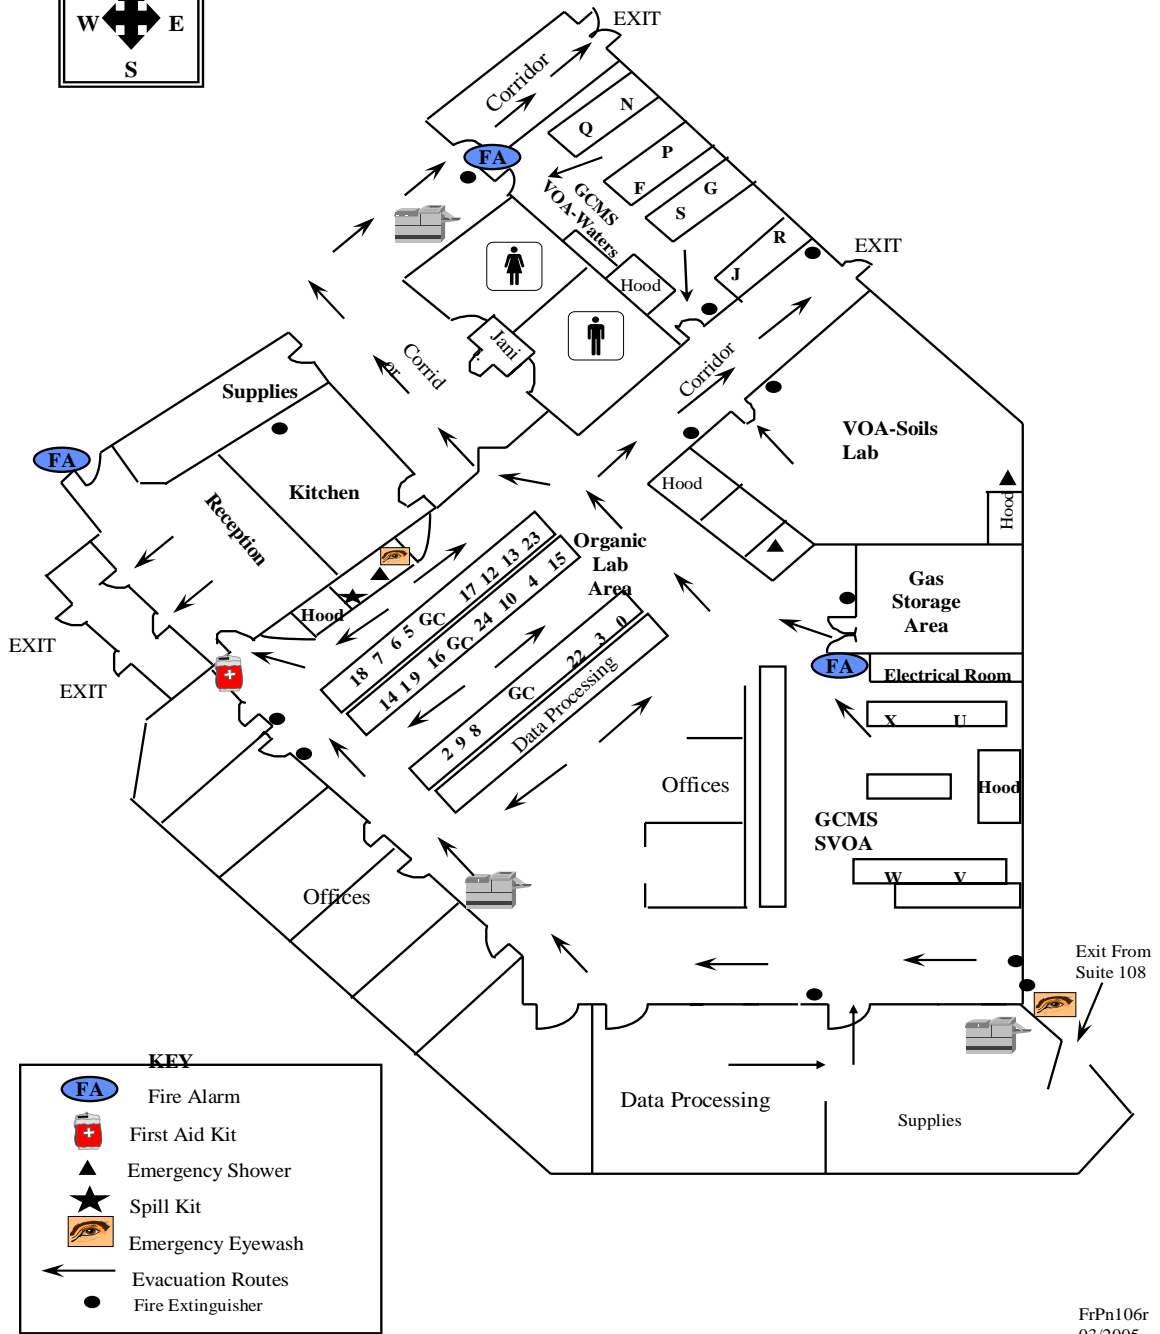 W E
S
EXIT
Corridor
N
Q
FA
P
F
G
S
GCMS
VOA-Waters
R
J
EXIT
Hood
Jani
Corrid
or
Corridor
Supplies
VOA-Soils
Lab
FA
Kitchen
Reception
Hood
Hood
Organic
Lab
Area
Gas
Storage
Area
Hood
18 7 6 5 GC 17 12 13 23
14 1 9 16 GC 24 10 4 15
EXIT
EXIT
FA
Electrical Room
2 9 8 GC 22 3 0
Data Processing
X U
Offices
Hood
GCMS
SVOA
W V
Offices
Exit From
Suite 108
Data Processing
Supplies
KEY
FA Fire Alarm
First Aid Kit
Emergency Shower
Spill Kit
Emergency Eyewash
Evacuation Routes
Fire Extinguisher
FrPn106r
03/2005